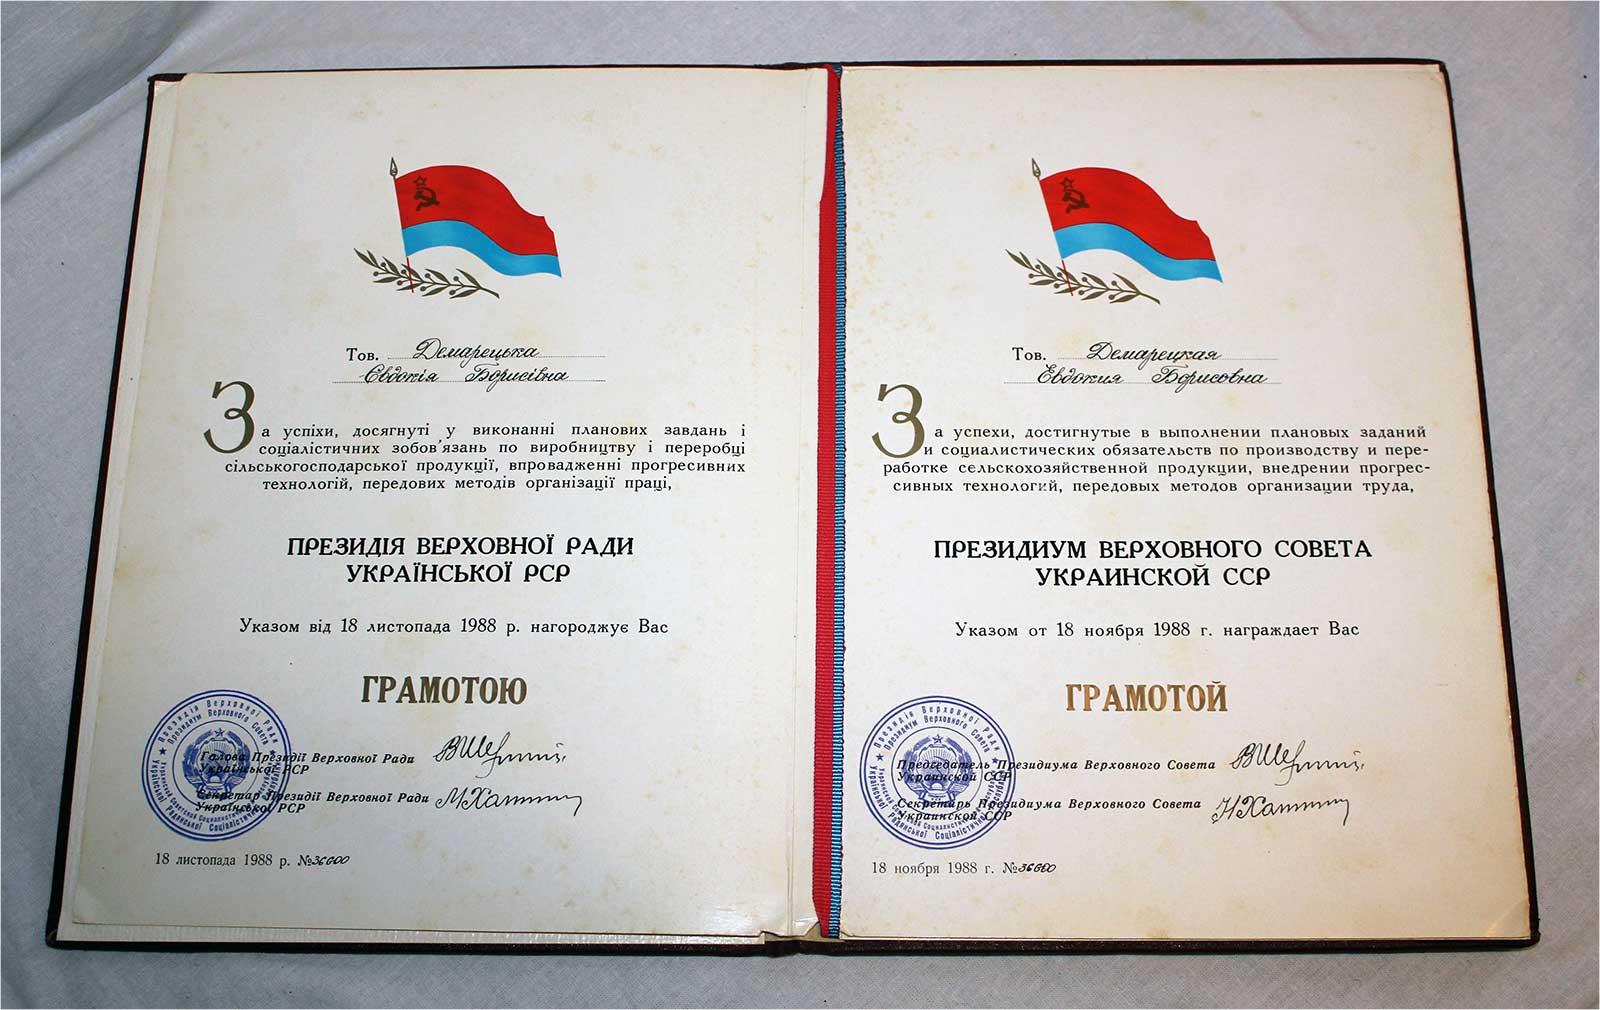 Тов. Демарецька
Євдокія Борисівна
За успіхи, досягнуті у виконанні планових завдань і
соціалістичних зобов'язань по виробництву і переробці
сільськогосподарської продукції, впровадженні прогресивних
технологій, передових методів організації праці,
ПРЕЗИДІЯ ВЕРХОВНОЇ РАДИ
УКРАЇНСЬКОЇ РСР
Указом від 18 листопада 1988 р. нагороджує Вас
ГРАМОТОЮ
Голова Президії Верховної Ради
Української РСР
Секретар Президії Верховної Ради
Української РСР
18 листопада 1988 р. №
Тов. Демарецкая
Евдокия Борисовна
За успехи, достигнутые в выполнении плановых заданий
и социалистических обязательств по производству и пере-
работке сельскохозяйственной продукции, внедрении прогрес-
сивных технологий, передовых методов организации труда,
ПРЕЗИДИУМ ВЕРХОВНОГО СОВЕТА
УКРАИНСКОЙ ССР
Указом от 18 ноября 1988 г. награждает Вас
ГРАМОТОЙ
Председатель Президиума Верховного Совета
Украинской ССР
Секретарь Президиума Верховного Совета
Украинской ССР
18 ноября 1988 г. №